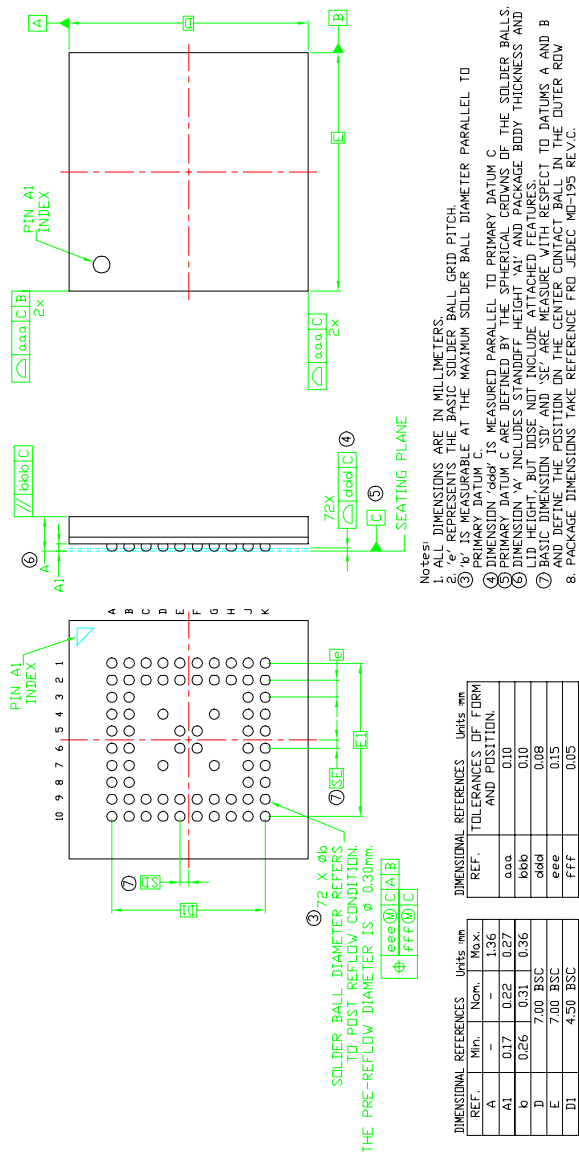 A
D
B
E
PIN A1
INDEX
aaa C B
2x
aaa C
2x
// bbb C
A
A1
6
72X
ddd C 4
C 5
SEATING PLANE
PIN A1
INDEX
10 9 8 7 6 5 4 3 2 1
A
B
C
D
E
F
G
H
J
K
e
E1
7 SE
7 SD
D1
3 72 X Øb
SOLDER BALL DIAMETER REFERS
TO POST REFLOW CONDITION.
THE PRE-REFLOW DIAMETER IS Ø 0.30mm.
eee M C A B
fff M C
Notes:
1. ALL DIMENSIONS ARE IN MILLIMETERS.
2. 'e' REPRESENTS THE BASIC SOLDER BALL GRID PITCH.
3 'b' IS MEASURABLE AT THE MAXIMUM SOLDER BALL DIAMETER PARALLEL TO
PRIMARY DATUM C.
4 DIMENSION 'ddd' IS MEASURED PARALLEL TO PRIMARY DATUM C
5 PRIMARY DATUM C ARE DEFINED BY THE SPHERICAL CROWNS OF THE SOLDER BALLS.
6 DIMENSION 'A' INCLUDES STANDOFF HEIGHT 'A1' AND PACKAGE BODY THICKNESS AND
LID HEIGHT, BUT DOSE NOT INCLUDE ATTACHED FEATURES.
7 BASIC DIMENSION 'SD' AND 'SE' ARE MEASURE WITH RESPECT TO DATUMS A AND B
AND DEFINE THE POSITION ON THE CENTER CONTACT BALL IN THE OUTER ROW
8. PACKAGE DIMENSIONS TAKE REFERENCE FRO JEDEC MO-195 REV.C.
DIMENSIONAL REFERENCES Units mm
REF. Min. Nom. Max.
A - - 1.36
A1 0.17 0.22 0.27
b 0.26 0.31 0.36
D 7.00 BSC
E 7.00 BSC
D1 4.50 BSC
DIMENSIONAL REFERENCES Units mm
REF. TOLERANCES OF FORM
AND POSITION.
aaa 0.10
bbb 0.10
ddd 0.08
eee 0.15
fff 0.05